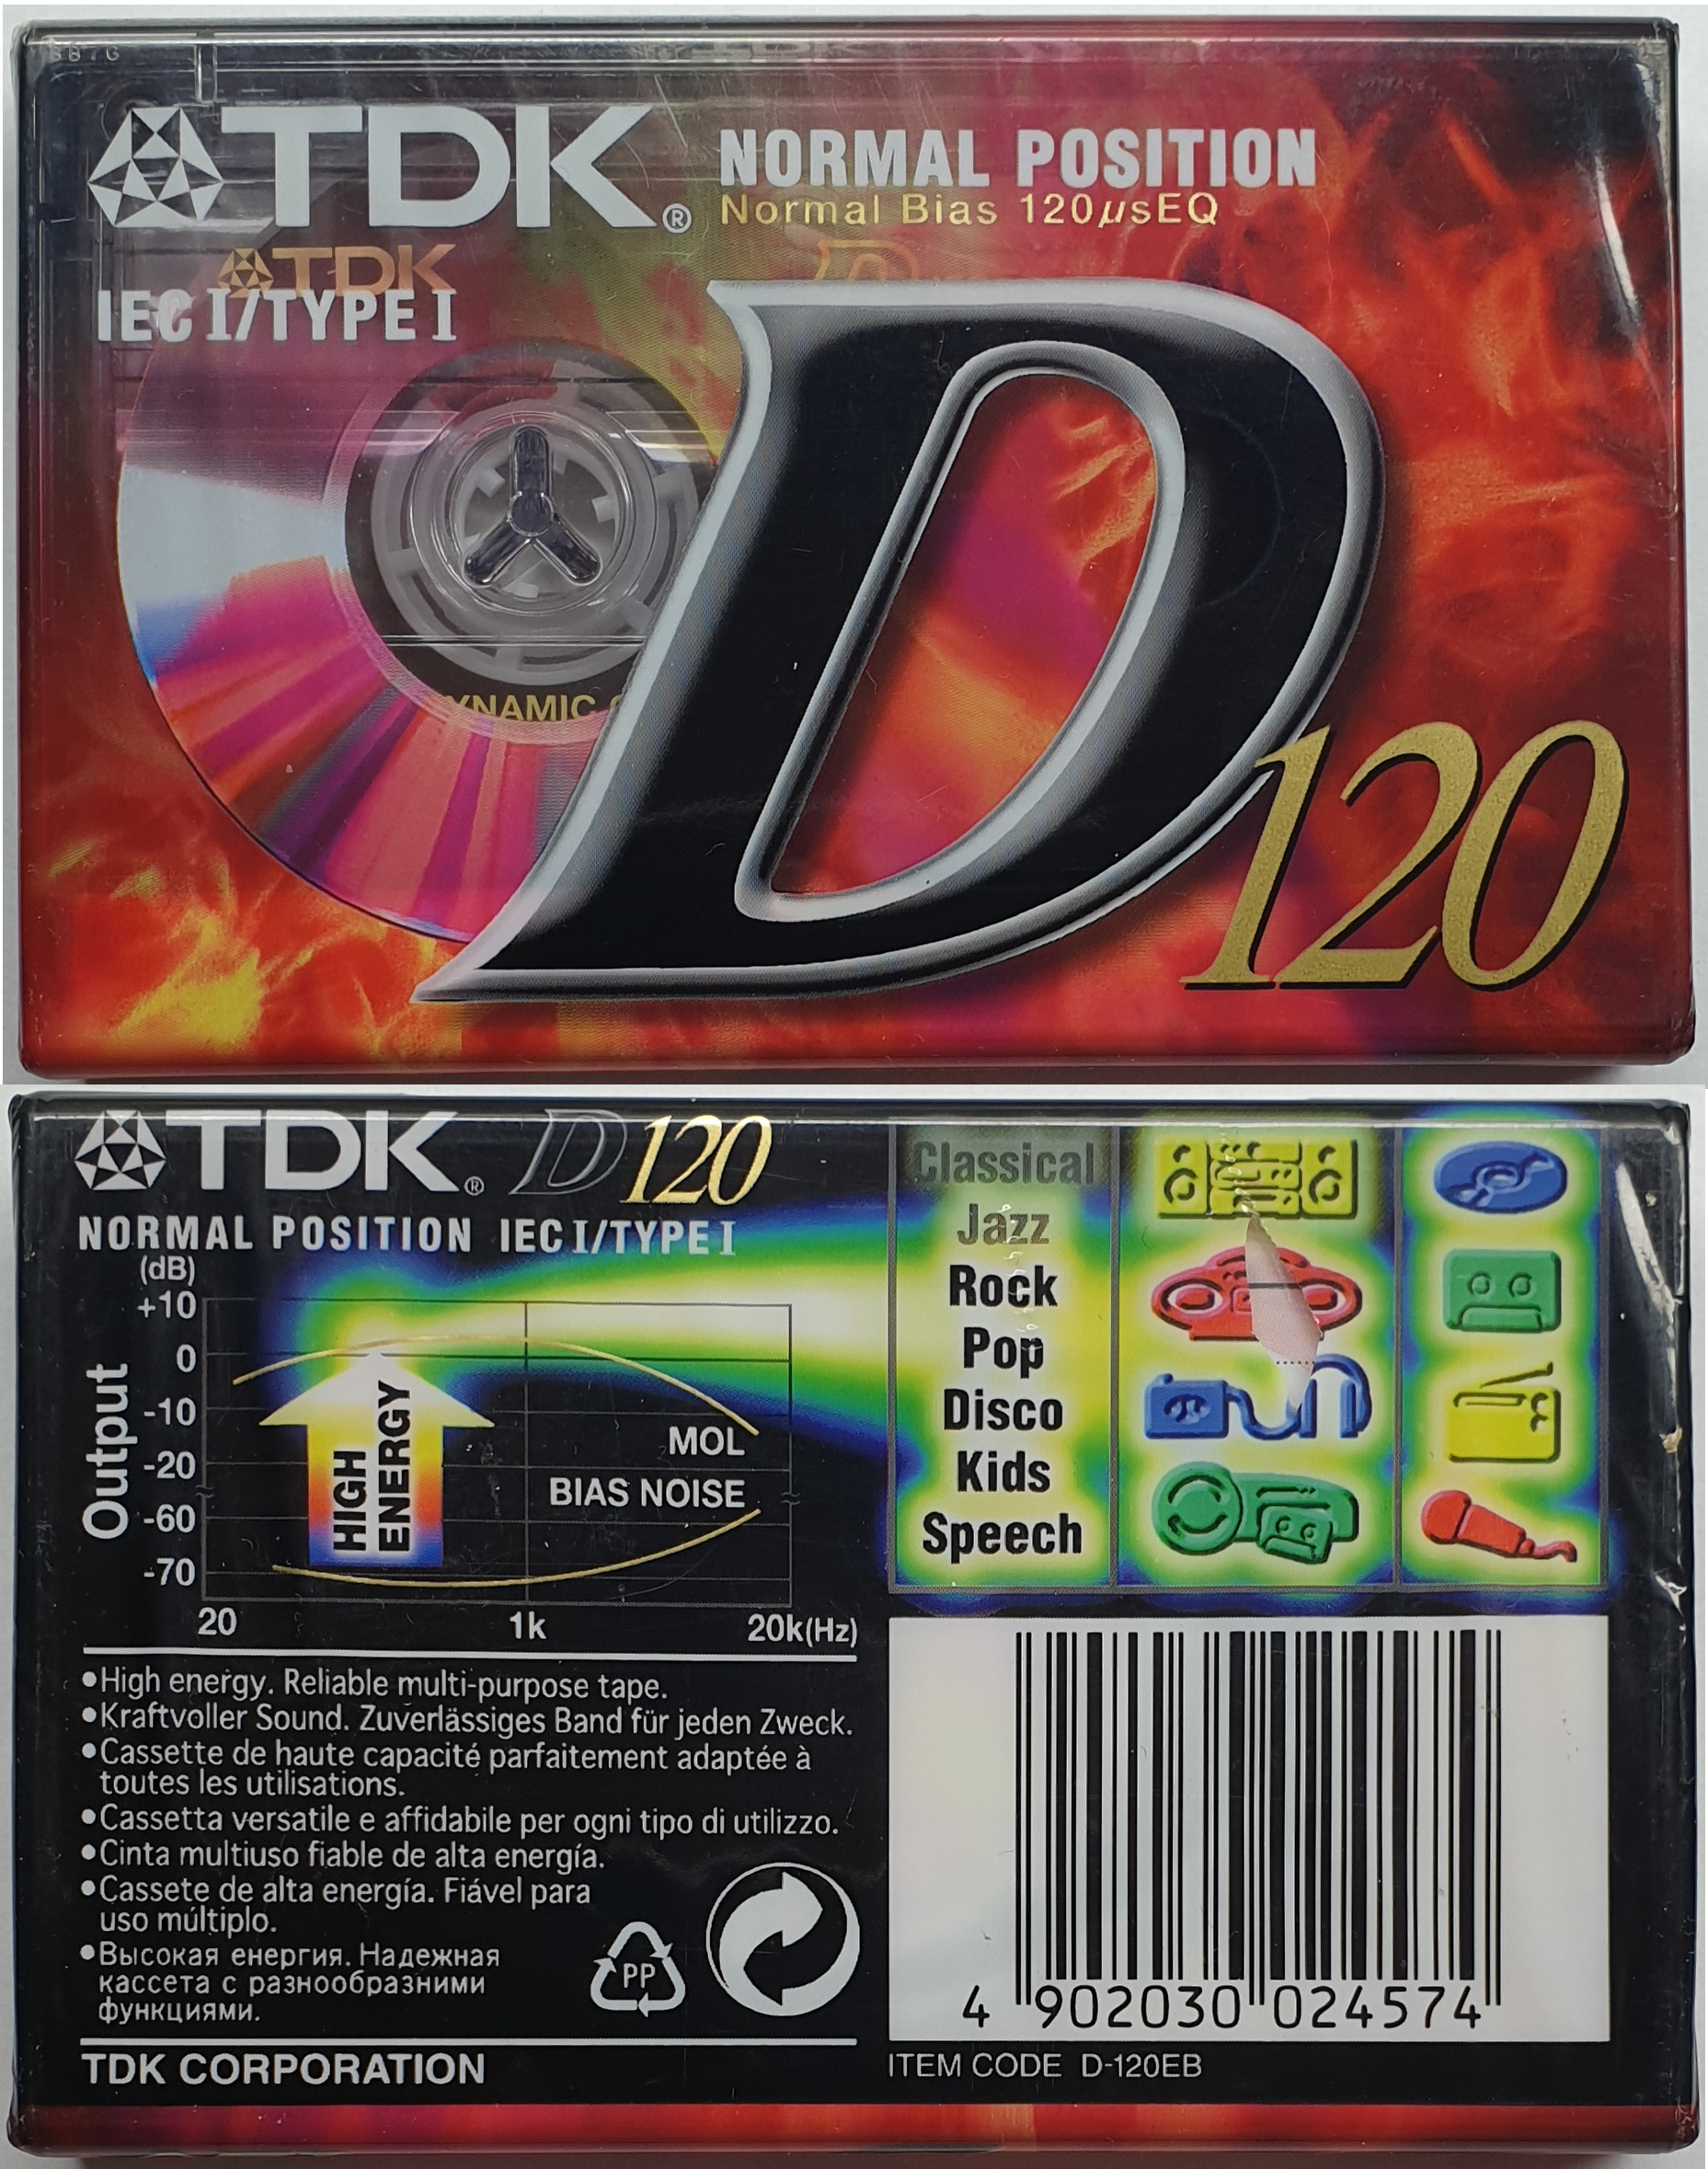 TDK®
NORMAL POSITION
Normal Bias 120µsEQ
TDK
IEC I/TYPE I
D
120
TDK® D 120
NORMAL POSITION IEC I/TYPE I
(dB)
+10
0
-10
-20
-60
-70
Output
HIGH
ENERGY
MOL
BIAS NOISE
20 1k 20k(Hz)
Classical
Jazz
Rock
Pop
Disco
Kids
Speech
•High energy. Reliable multi-purpose tape.
•Kraftvoller Sound. Zuverlässiges Band für jeden Zweck.
•Cassette de haute capacité parfaitement adaptée à
toutes les utilisations.
•Cassetta versatile e affidabile per ogni tipo di utilizzo.
•Cinta multiuso fiable de alta energía.
•Cassete de alta energía. Fiável para
uso múltiplo.
•Высокая енергия. Надежная
кассета с разнообразними
функциями.
PP
TDK CORPORATION
4 902030 024574
ITEM CODE D-120EB